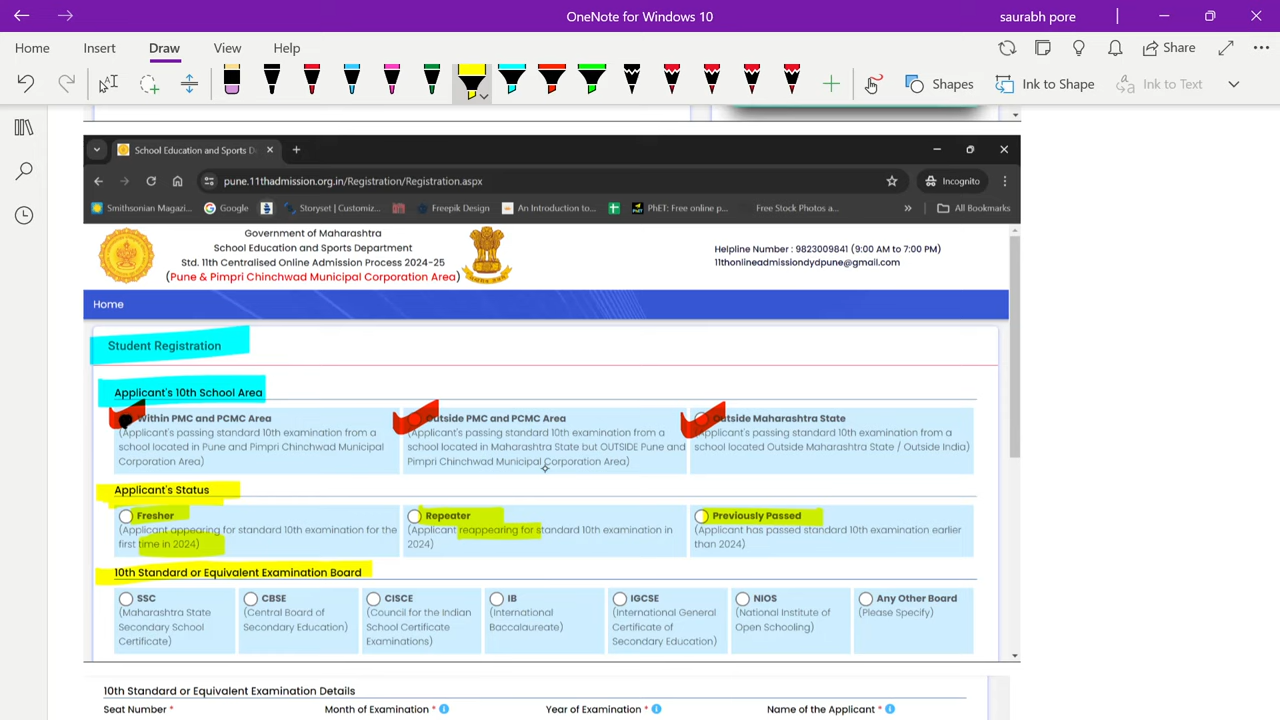 OneNote for Windows 10
saurabh pore
Home Insert Draw View Help
Share
Shapes
Ink to Shape
Ink to Text
School Education and Sports D
pune.11thadmission.org.in/Registration/Registration.aspx
Incognito
Smithsonian Magazi...
Google
Storyset | Customiz...
Freepik Design
An Introduction to...
PhET: Free online p...
Free Stock Photos a...
»
All Bookmarks
Government of Maharashtra
School Education and Sports Department
Std. 11th Centralised Online Admission Process 2024-25
(Pune & Pimpri Chinchwad Municipal Corporation Area)
Helpline Number : 9823009841 (9:00 AM to 7:00 PM)
11thonlineadmissiondydpune@gmail.com
Home
Student Registration
Applicant's 10th School Area
Within PMC and PCMC Area
(Applicant's passing standard 10th examination from a
school located in Pune and Pimpri Chinchwad Municipal
Corporation Area)
Outside PMC and PCMC Area
(Applicant's passing standard 10th examination from a
school located in Maharashtra State but OUTSIDE Pune and
Pimpri Chinchwad Municipal Corporation Area)
Outside Maharashtra State
(Applicant's passing standard 10th examination from a
school located Outside Maharashtra State / Outside India)
Applicant's Status
Fresher
(Applicant appearing for standard 10th examination for the
first time in 2024)
Repeater
(Applicant reappearing for standard 10th examination in
2024)
Previously Passed
(Applicant has passed standard 10th examination earlier
than 2024)
10th Standard or Equivalent Examination Board
SSC
(Maharashtra State
Secondary School
Certificate)
CBSE
(Central Board of
Secondary Education)
CISCE
(Council for the Indian
School Certificate
Examinations)
IB
(International
Baccalaureate)
IGCSE
(International General
Certificate of
Secondary Education)
NIOS
(National Institute of
Open Schooling)
Any Other Board
(Please Specify)
10th Standard or Equivalent Examination Details
Seat Number *
Month of Examination *
Year of Examination *
Name of the Applicant *